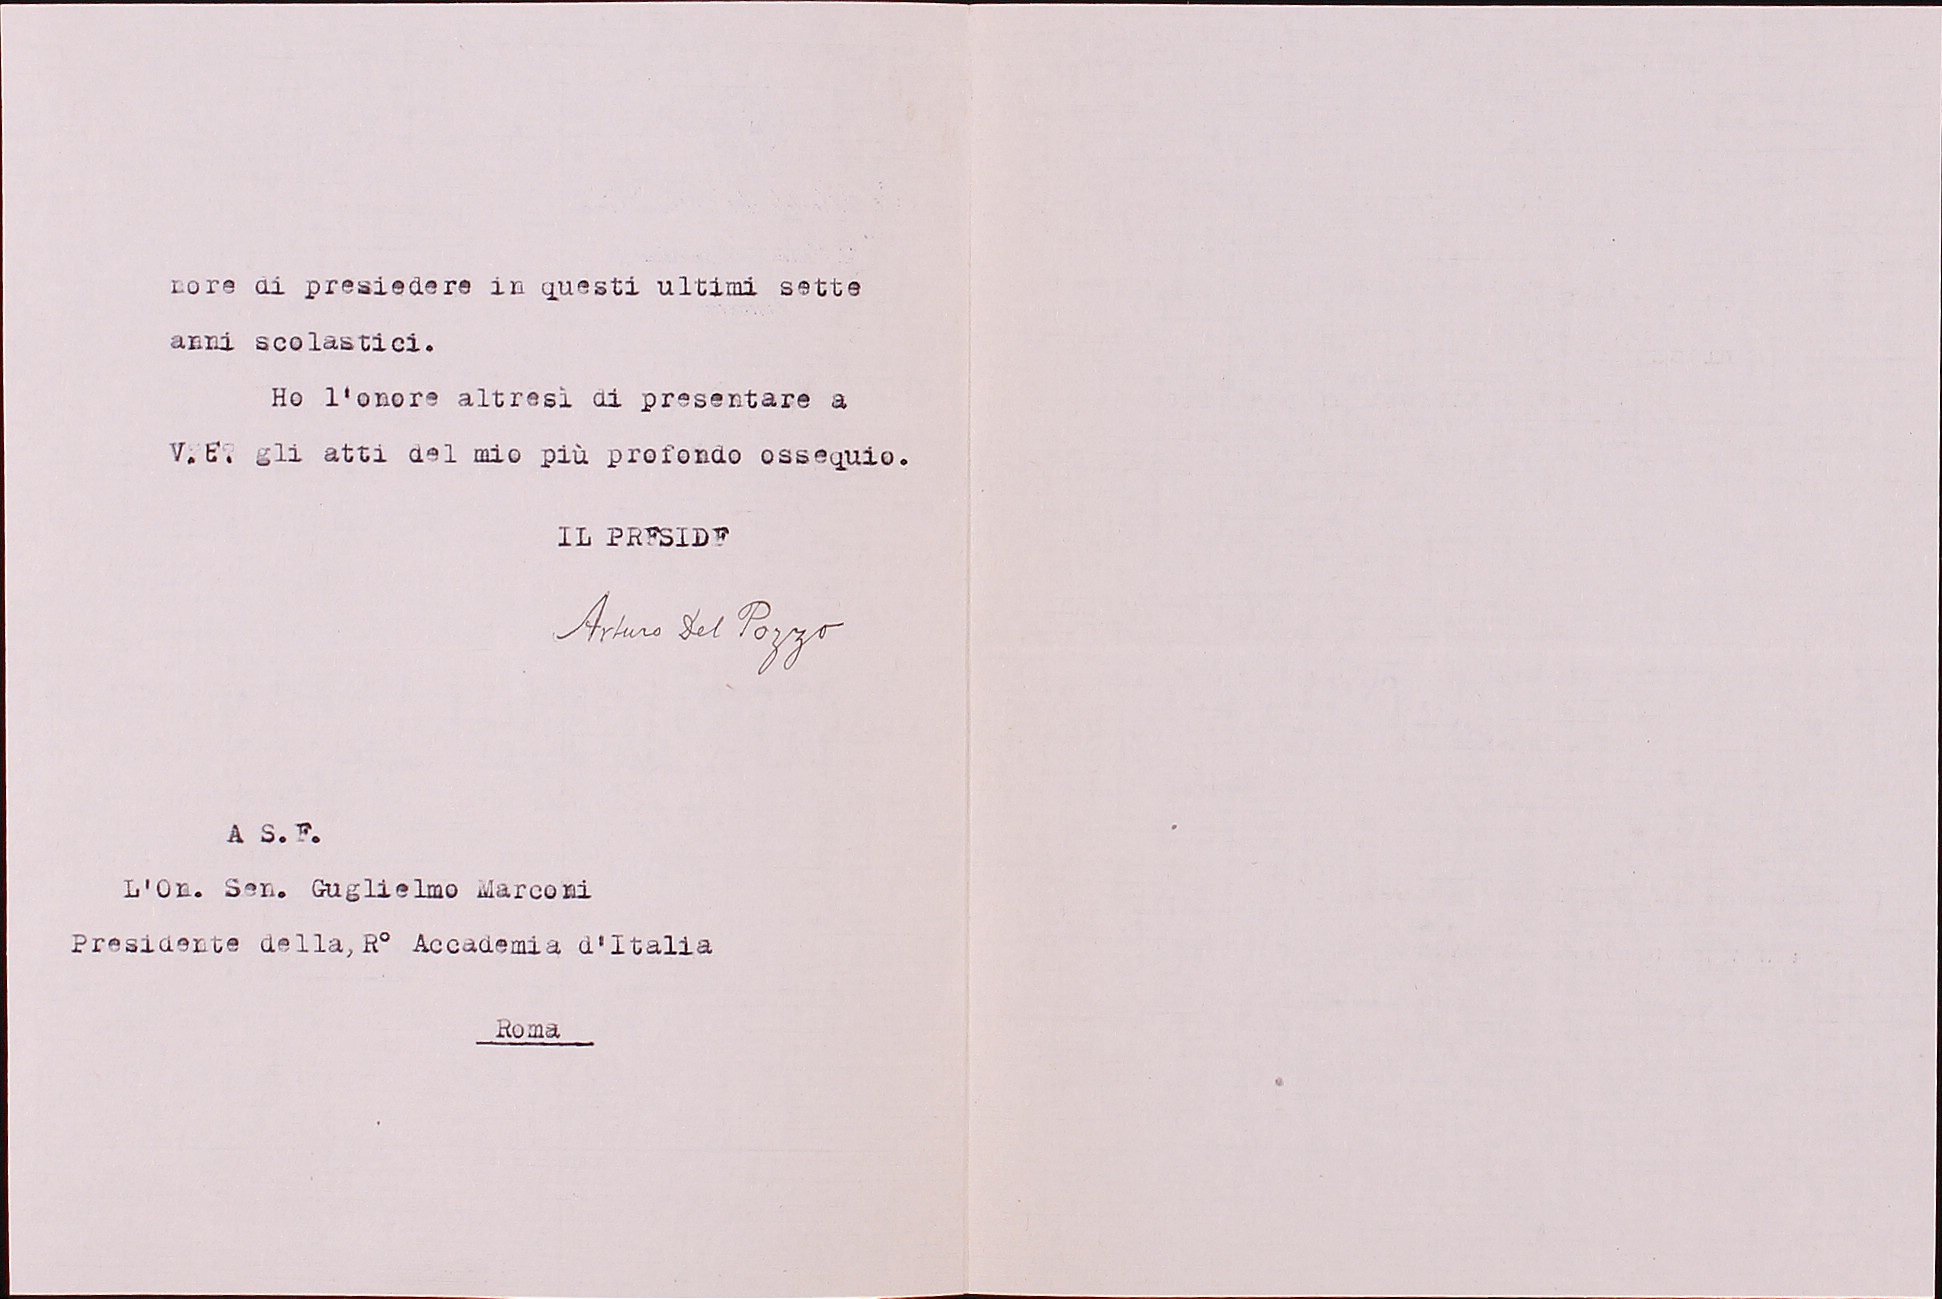 nore di presiedere in questi ultimi sette
anni scolastici.
Ho l'onore altresì di presentare a
V.E. gli atti del mio più profondo ossequio.
IL PRESIDE
Arturo Del Pozzo
A S.E.
L'On. Sen. Guglielmo Marconi
Presidente della, R° Accademia d'Italia
Roma